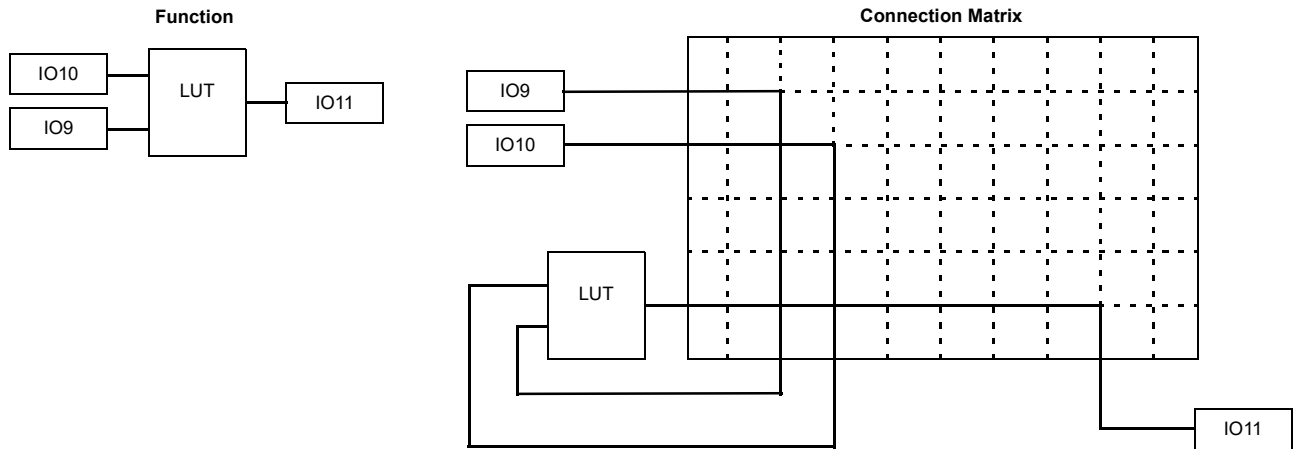 Function
IO10
LUT
IO11
IO9
Connection Matrix
IO9
IO10
LUT
IO11